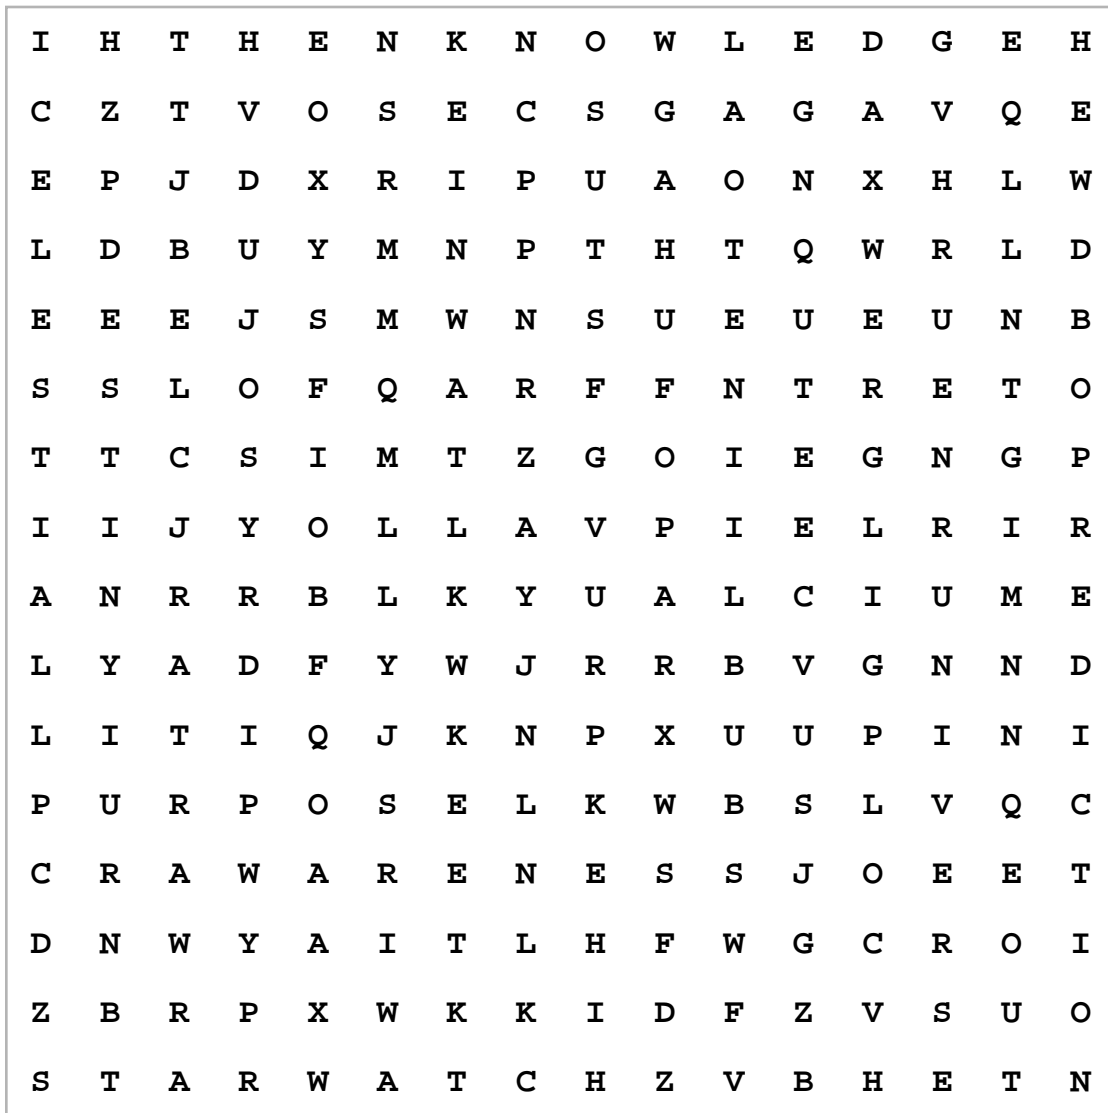 I H T H E N K N O W L E D G E H
C Z T V O S E C S G A G A V Q E
E P J D X R I P U A O N X H L W
L D B U Y M N P T H T Q W R L D
E E E J S M W N S U E U E U N B
S S L O F Q A R F F N T R E T O
T T C S I M T Z G O I E G N G P
I I J Y O L L A V P I E L R I R
A N R R B L K Y U A L C I U M E
L Y A D F Y W J R R B V G N N D
L I T I Q J K N P X U U P I N I
P U R P O S E L K W B S L V Q C
C R A W A R E N E S S J O E E T
D N W Y A I T L H F W G C R O I
Z B R P X W K K I D F Z V S U O
S T A R W A T C H Z V B H E T N